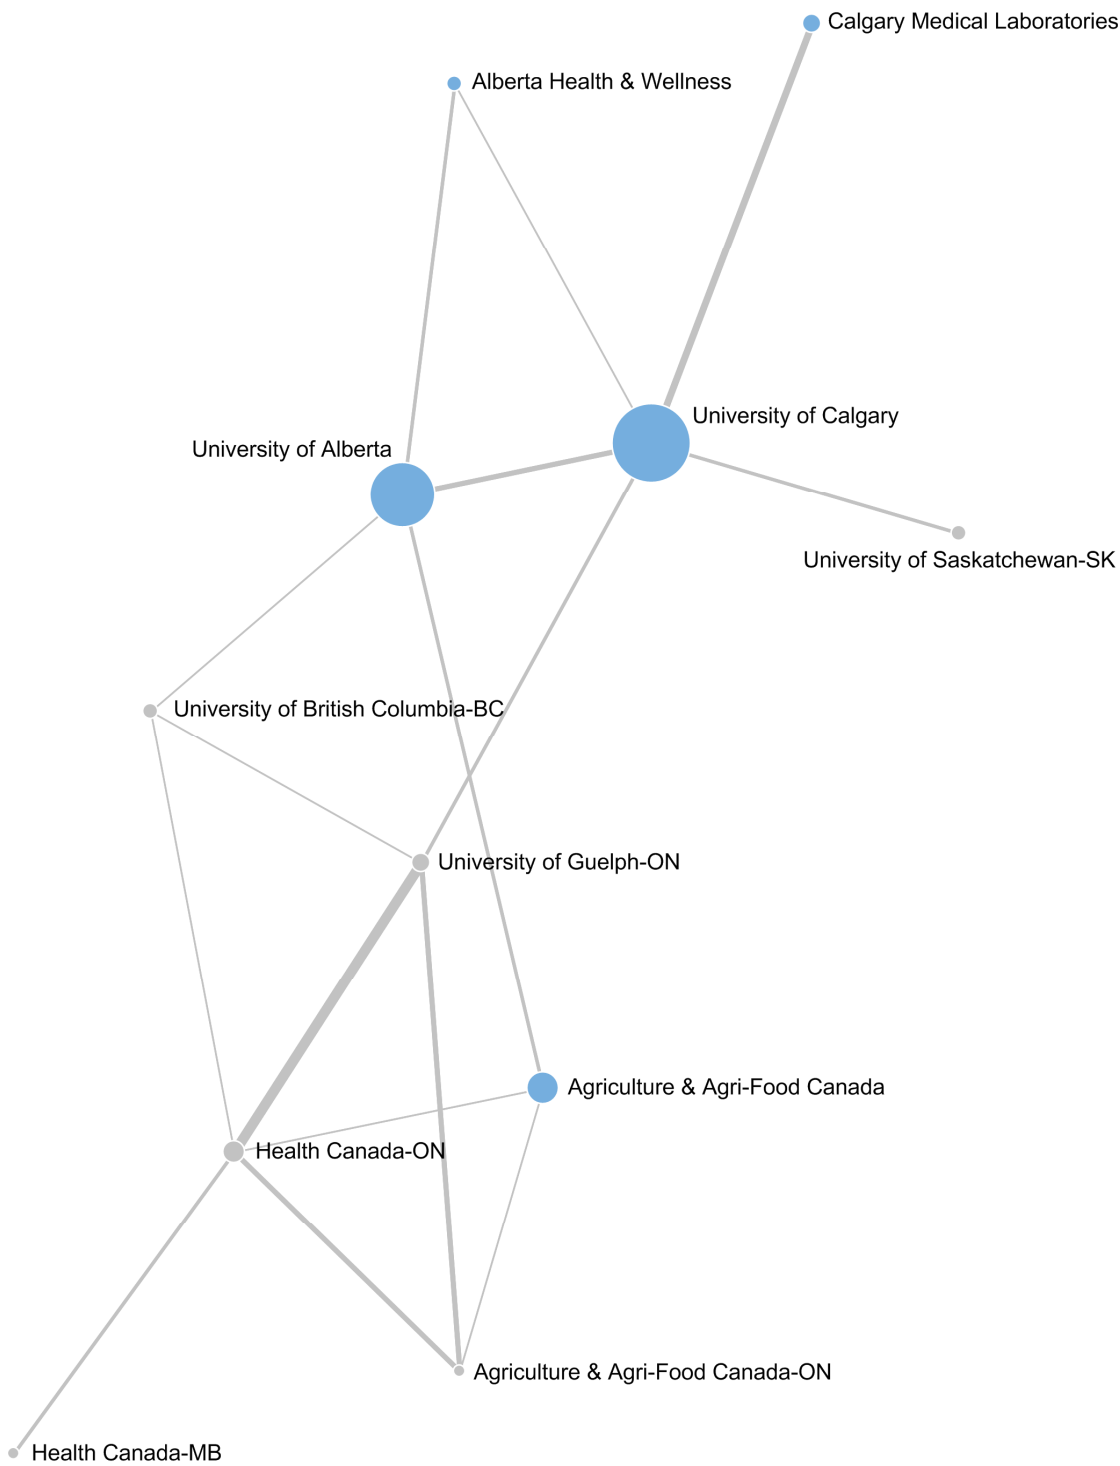 Calgary Medical Laboratories
Alberta Health & Wellness
University of Calgary
University of Alberta
University of Saskatchewan-SK
University of British Columbia-BC
University of Guelph-ON
Agriculture & Agri-Food Canada
Health Canada-ON
Agriculture & Agri-Food Canada-ON
Health Canada-MB